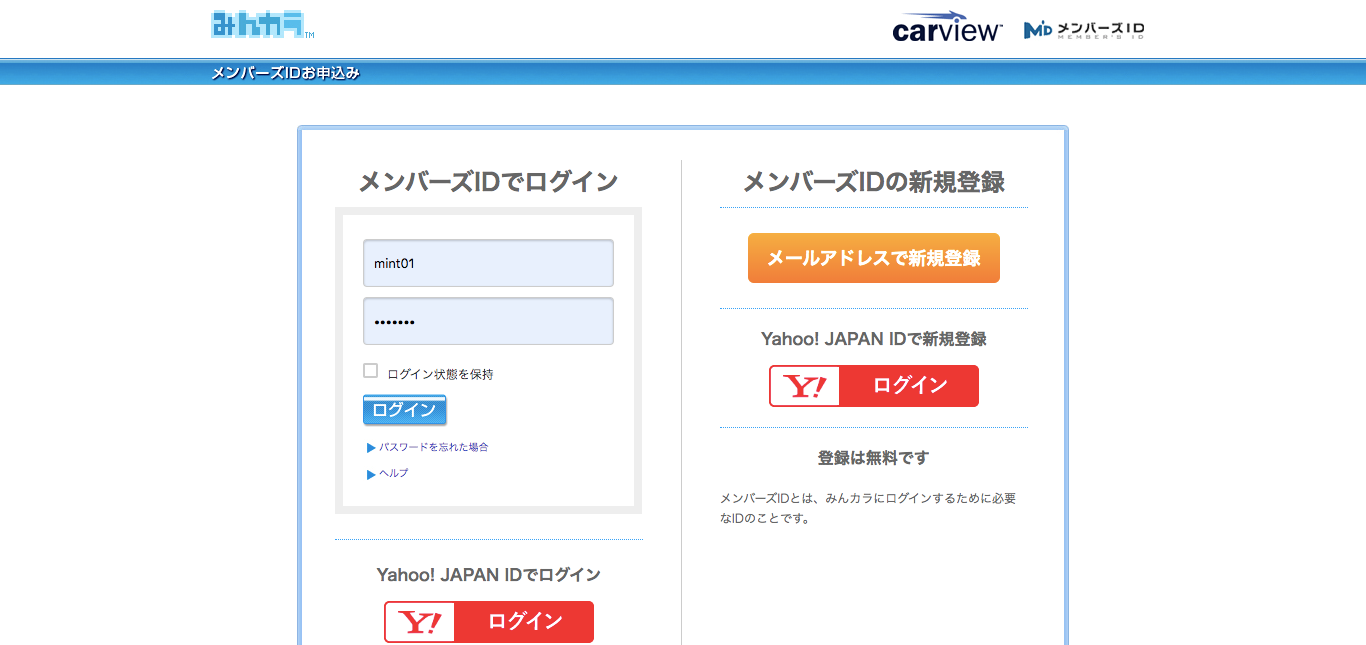 みんカラTM
carview
MiD メンバーズID
MEMBER'S ID
メンバーズIDお申込み
メンバーズIDでログイン
mint01
•••••••
ログイン状態を保持
ログイン
パスワードを忘れた場合
ヘルプ
Yahoo! JAPAN IDでログイン
Y! ログイン
メンバーズIDの新規登録
メールアドレスで新規登録
Yahoo! JAPAN IDで新規登録
Y! ログイン
登録は無料です
メンバーズIDとは、みんカラにログインするために必要
なIDのことです。